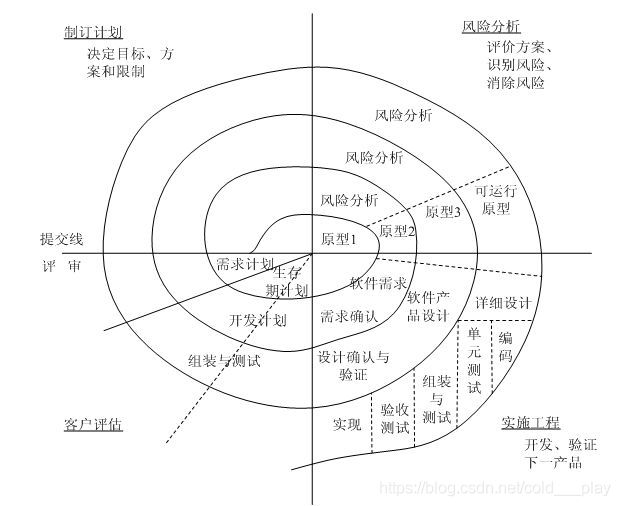 制订计划
决定目标、方
案和限制
风险分析
评价方案、
识别风险、
消除风险
风险分析
风险分析
风险分析
可运行
原型
原型3
原型2
原型1
提交线
评 审
需求计划
生存
期计划
软件需求
开发计划
需求确认
软件产
品设计
详细设计
组装与测试
设计确认与
验证
单
元
测
试
编
码
组装
与
测试
验收
测试
实现
客户评估
实施工程
开发、验证
下一产品
https://blog.csdn.net/cold___play